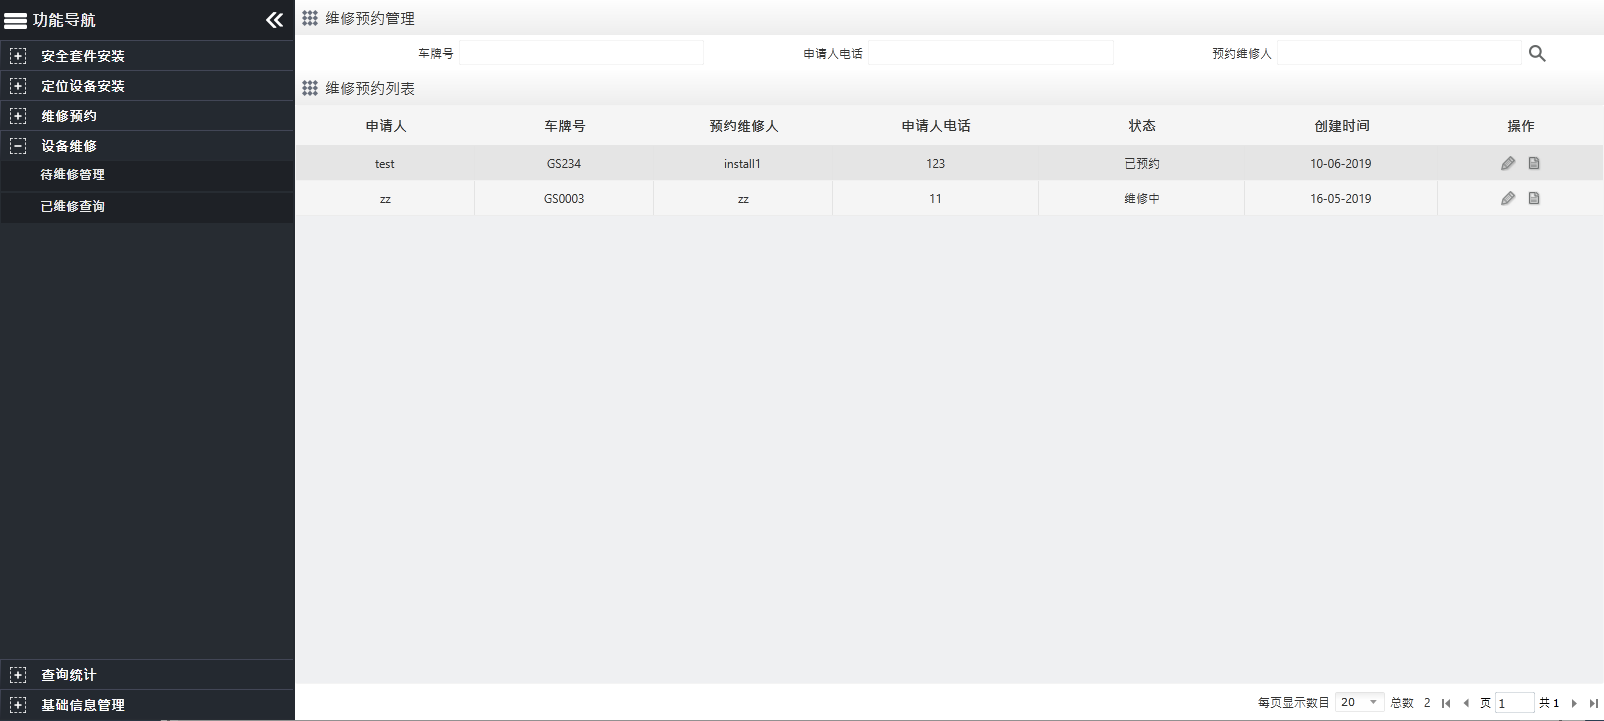 功能导航
安全套件安装
定位设备安装
维修预约
设备维修
待维修管理
已维修查询
查询统计
基础信息管理
维修预约管理
车牌号 申请人电话 预约维修人
维修预约列表
申请人 车牌号 预约维修人 申请人电话 状态 创建时间 操作
test GS234 install1 123 已预约 10-06-2019
zz GS0003 zz 11 维修中 16-05-2019
每页显示数目 20 总数 2 页 1 共 1